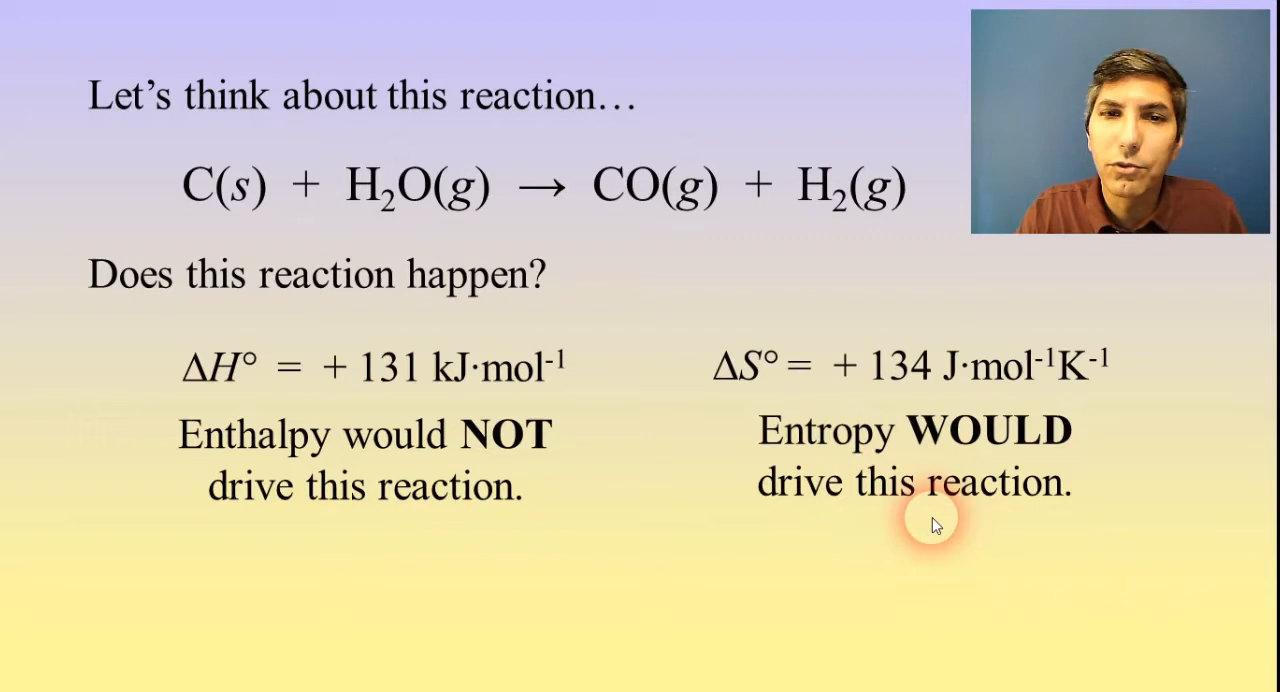 Let’s think about this reaction…
C(s) + H₂O(g) → CO(g) + H₂(g)
Does this reaction happen?
ΔH° = + 131 kJ·mol⁻¹
Enthalpy would NOT
drive this reaction.
ΔS° = + 134 J·mol⁻¹K⁻¹
Entropy WOULD
drive this reaction.